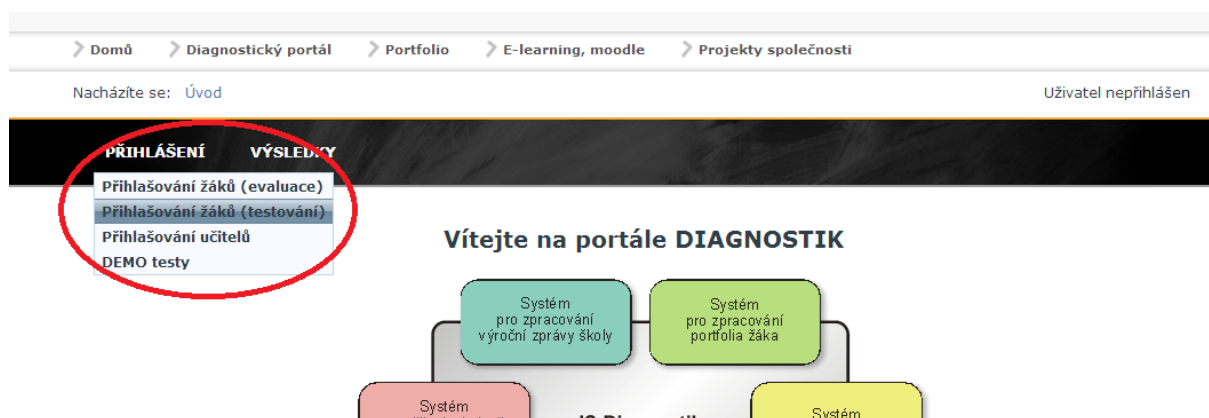 Domů Diagnostický portál Portfolio E-learning, moodle Projekty společnosti
Nacházíte se: Úvod Uživatel nepřihlášen
PŘIHLÁŠENÍ VÝSLEDKY
Přihlašování žáků (evaluace)
Přihlašování žáků (testování)
Přihlašování učitelů
DEMO testy
Vítejte na portále DIAGNOSTIK
Systém
pro zpracování
výroční zprávy školy
Systém
pro zpracování
portfolia žáka
Systém
Systém